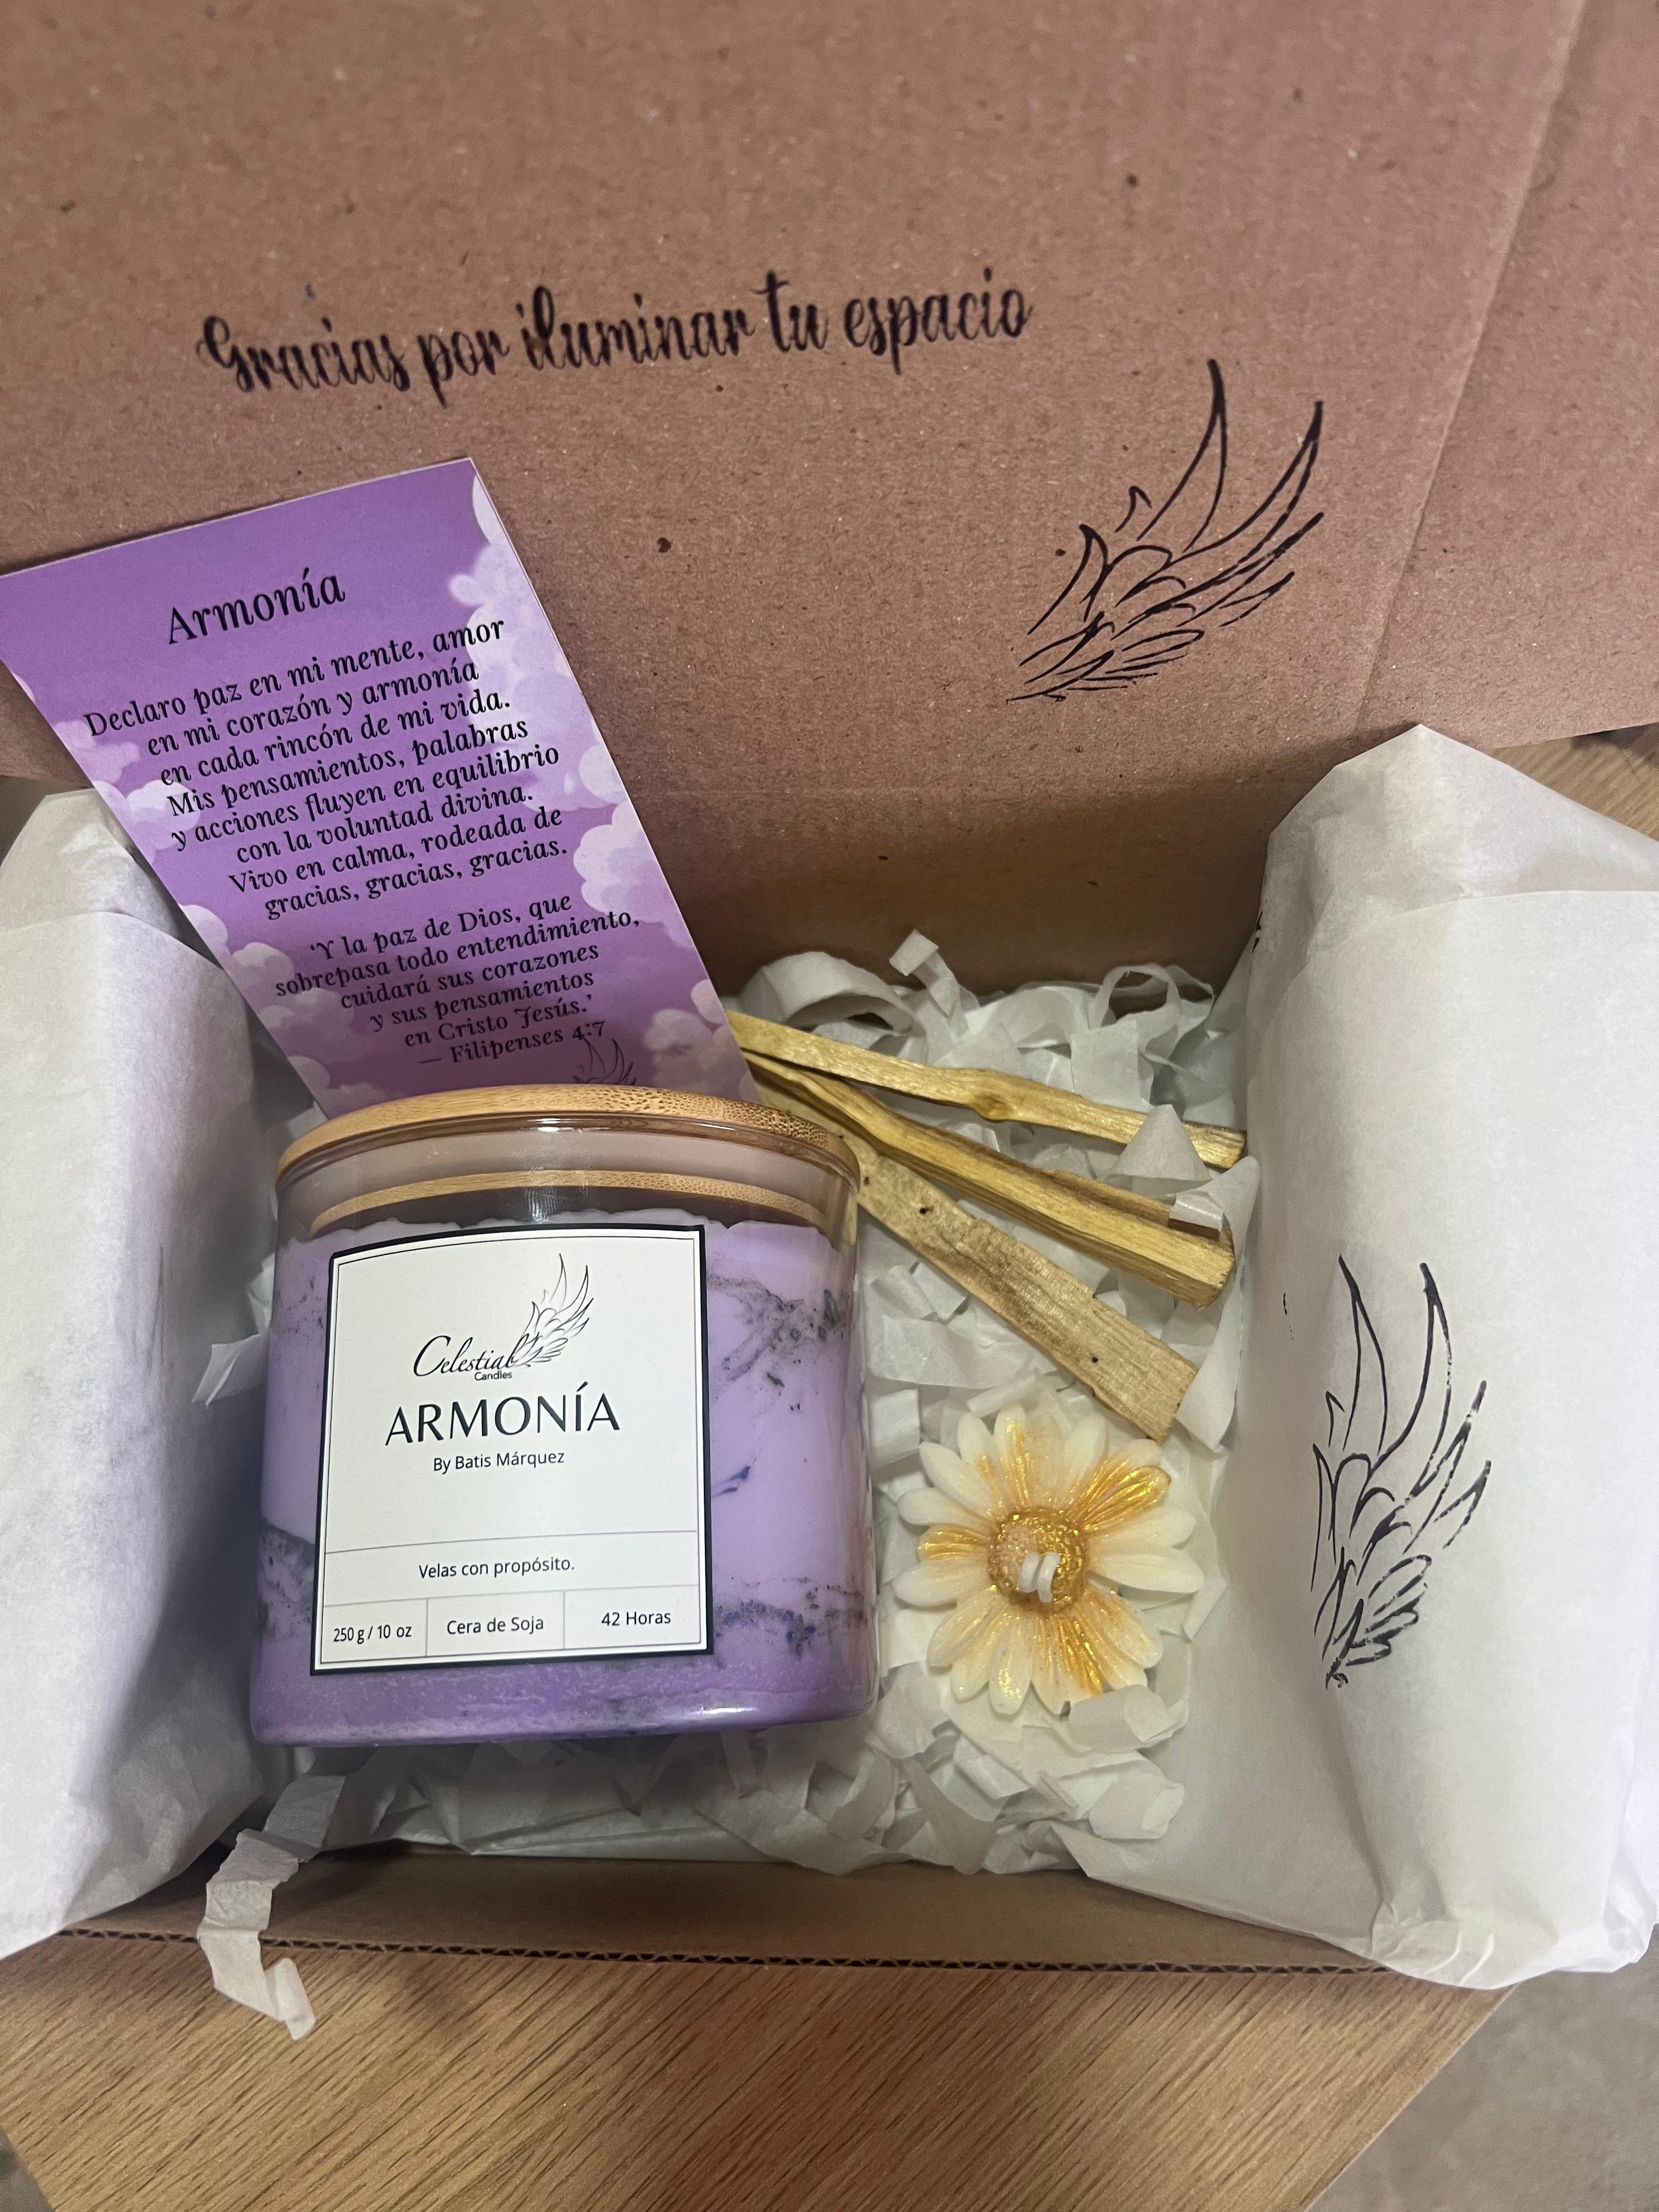 Gracias por iluminar tu espacio
Armonía
Declaro paz en mi mente, amor
en mi corazón y armonía
en cada rincón de mi vida.
Mis pensamientos, palabras
y acciones fluyen en equilibrio
con la voluntad divina.
Vivo en calma, rodeada de
gracias, gracias, gracias.
‘Y la paz de Dios, que
sobrepasa todo entendimiento,
cuidará sus corazones
y sus pensamientos
en Cristo Jesús.’
— Filipenses 4:7
Celestial
Candles
ARMONÍA
By Batis Márquez
Velas con propósito.
250 g / 10 oz
Cera de Soja
42 Horas